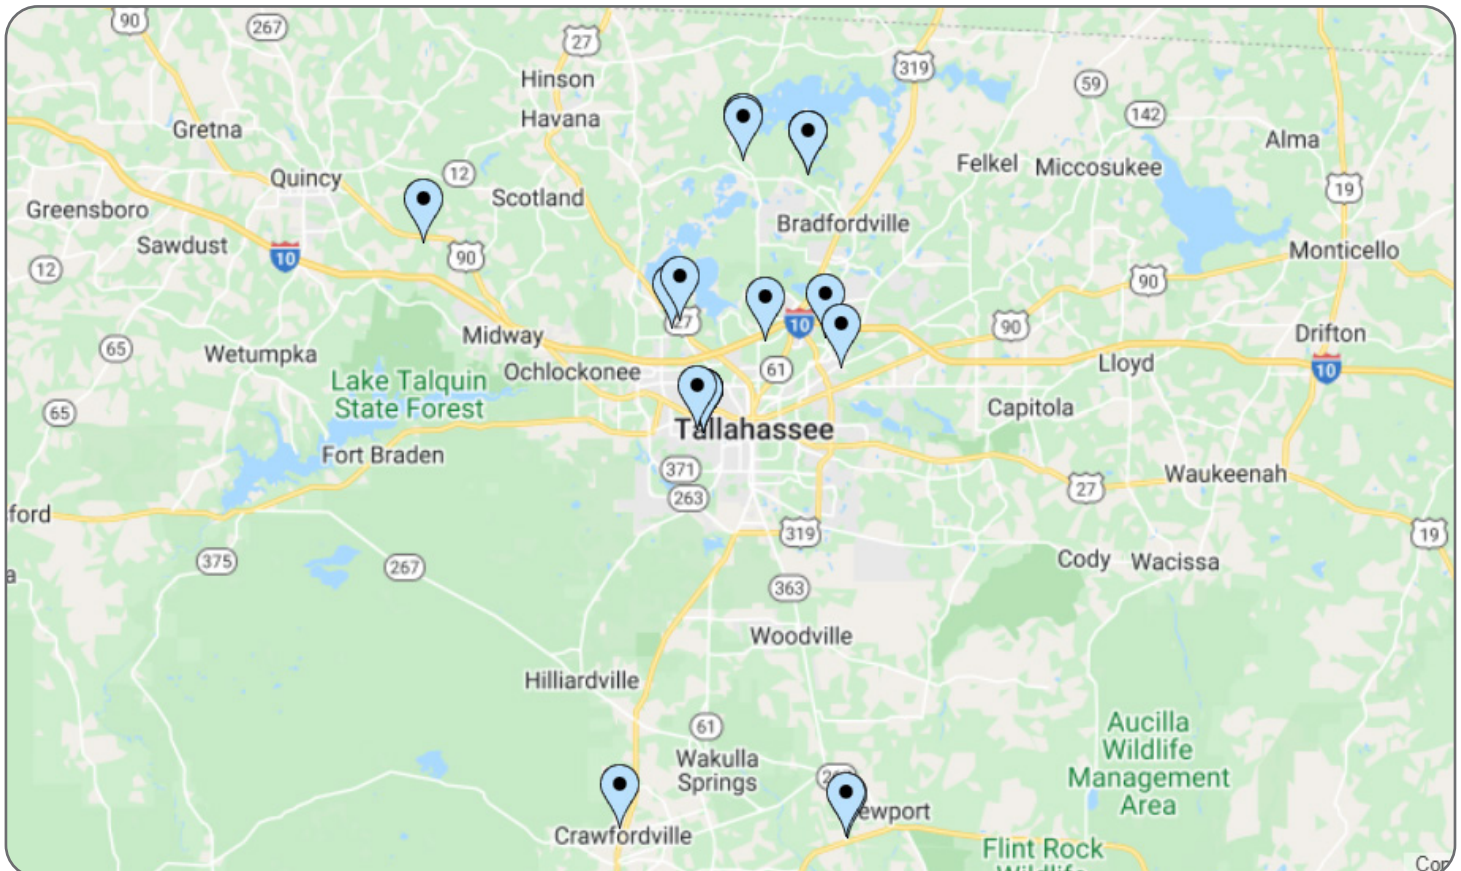 90
267
27
319
Hinson
59
Havana
142
Gretna
Alma
Felkel
Miccosukee
12
Quincy
19
Scotland
Greensboro
Bradfordville
Sawdust
Monticello
10
90
12
90
27
10
90
Midway
Drifton
65
Wetumpka
Lloyd
Ochlockonee
61
10
Lake Talquin
State Forest
65
Capitola
Tallahassee
Fort Braden
371
Waukeenah
27
263
ford
319
19
375
267
Cody
Wacissa
a
363
Woodville
Hilliardville
61
Aucilla
Wildlife
Management
Area
Wakulla
Springs
ewport
Crawfordville
Flint Rock